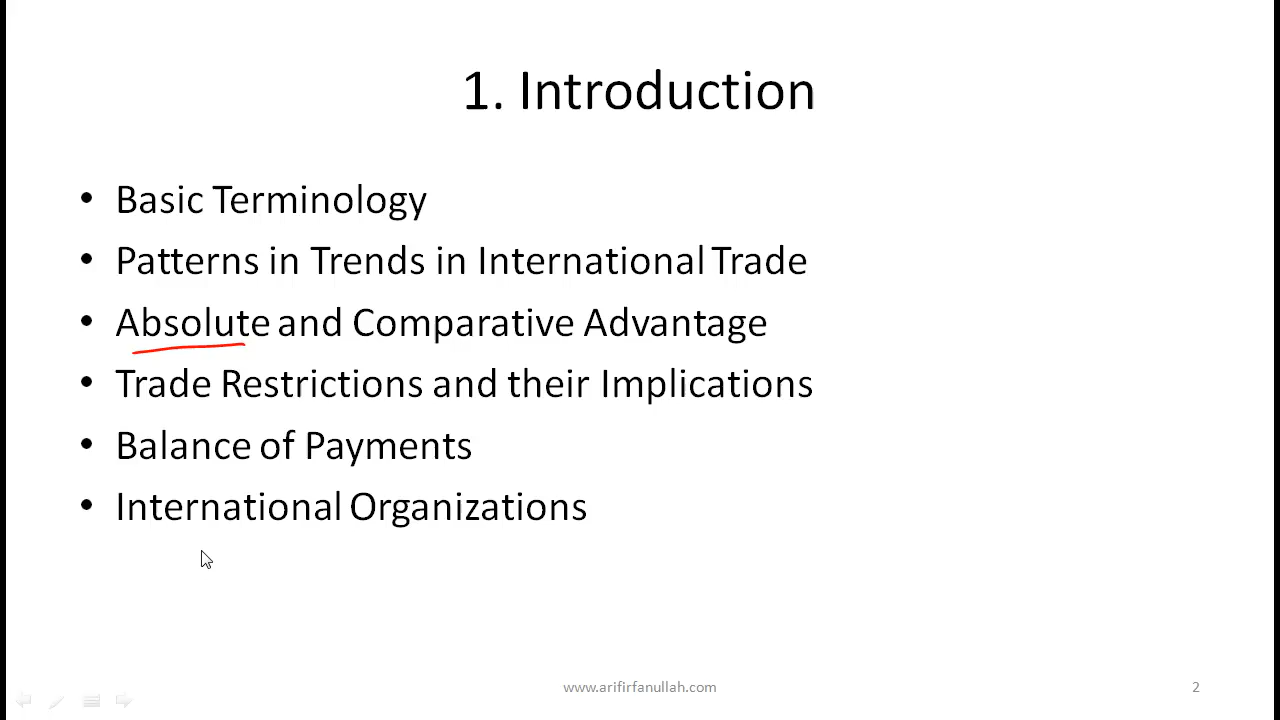 1. Introduction
• Basic Terminology
• Patterns in Trends in International Trade
• Absolute and Comparative Advantage
• Trade Restrictions and their Implications
• Balance of Payments
• International Organizations
www.arifirfanullah.com
2